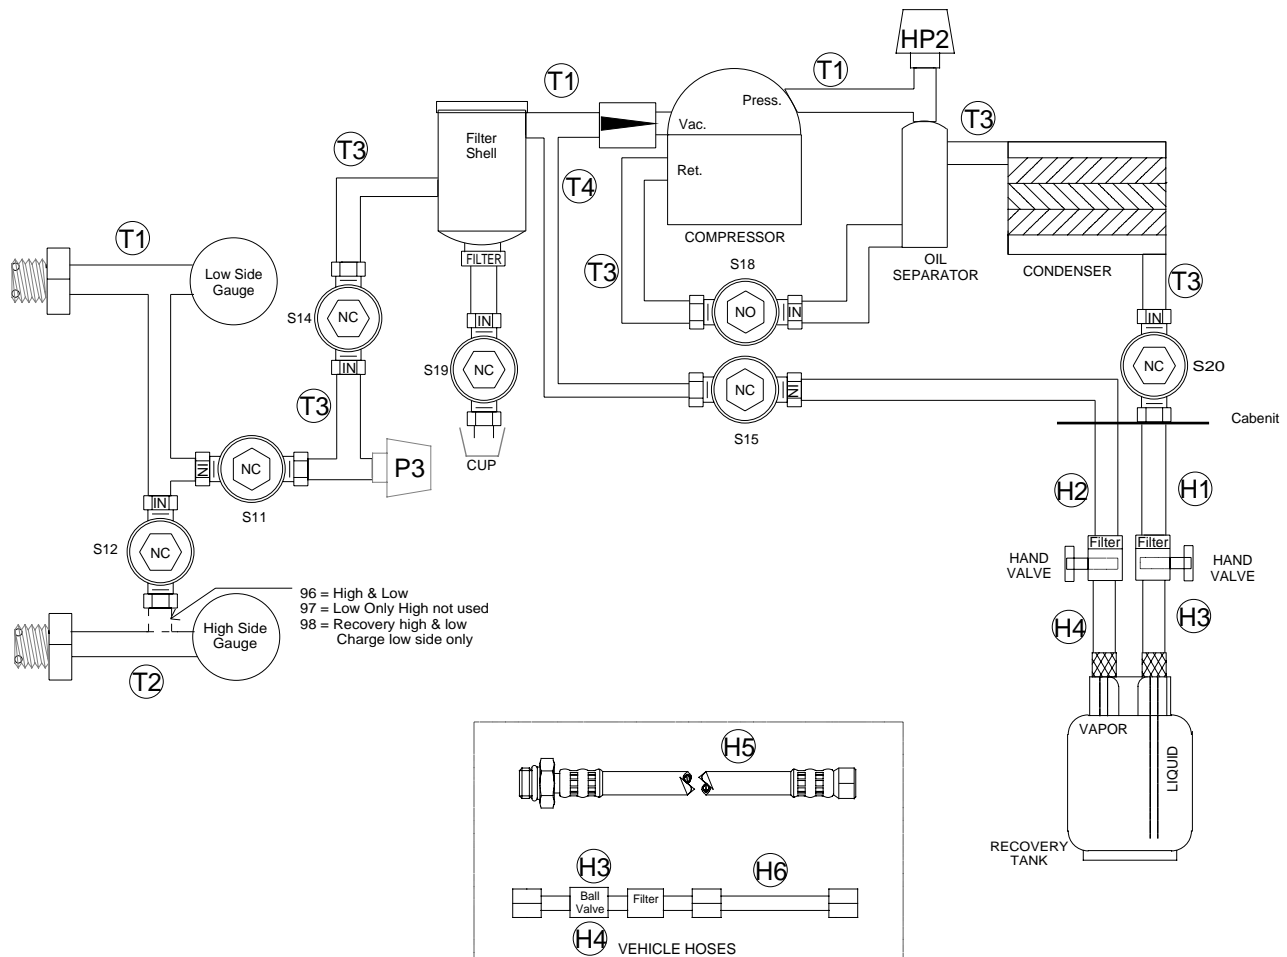 HP2
T1
T1
Press.
Filter
Shell
Vac.
T3
T3
Ret.
T4
COMPRESSOR
T1
FILTER
OIL
SEPARATOR
CONDENSER
S18
T3
T3
Low Side
Gauge
S14
NC
IN
NO
IN
IN
IN
S19
NC
NC
S20
NC
IN
T3
S15
Cabenit
CUP
P3
IN
NC
S11
H2
H1
IN
S12
NC
Filter
Filter
HAND
VALVE
HAND
VALVE
96 = High & Low
97 = Low Only High not used
98 = Recovery high & low
Charge low side only
High Side
Gauge
H4
H3
T2
VAPOR
LIQUID
H5
RECOVERY
TANK
H3
H6
Ball
Valve
Filter
H4
VEHICLE HOSES